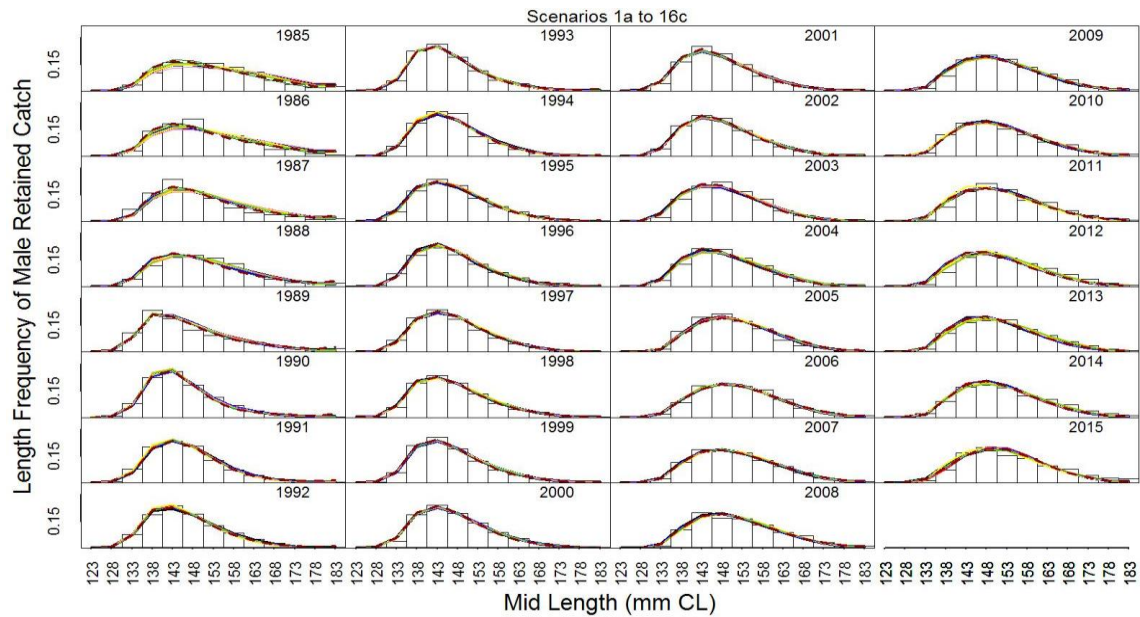 Scenarios 1a to 16c
Length Frequency of Male Retained Catch
1985 1993 2001 2009
0.15
1986 1994 2002 2010
0.15
1987 1995 2003 2011
0.15
1988 1996 2004 2012
0.15
1989 1997 2005 2013
0.15
1990 1998 2006 2014
0.15
1991 1999 2007 2015
0.15
1992 2000 2008
0.15
123 128 133 138 143 148 153 158 163 168 173 178 183 123 128 133 138 143 148 153 158 163 168 173 178 183 123 128 133 138 143 148 153 158 163 168 173 178 183 123 128 133 138 143 148 153 158 163 168 173 178 183
Mid Length (mm CL)